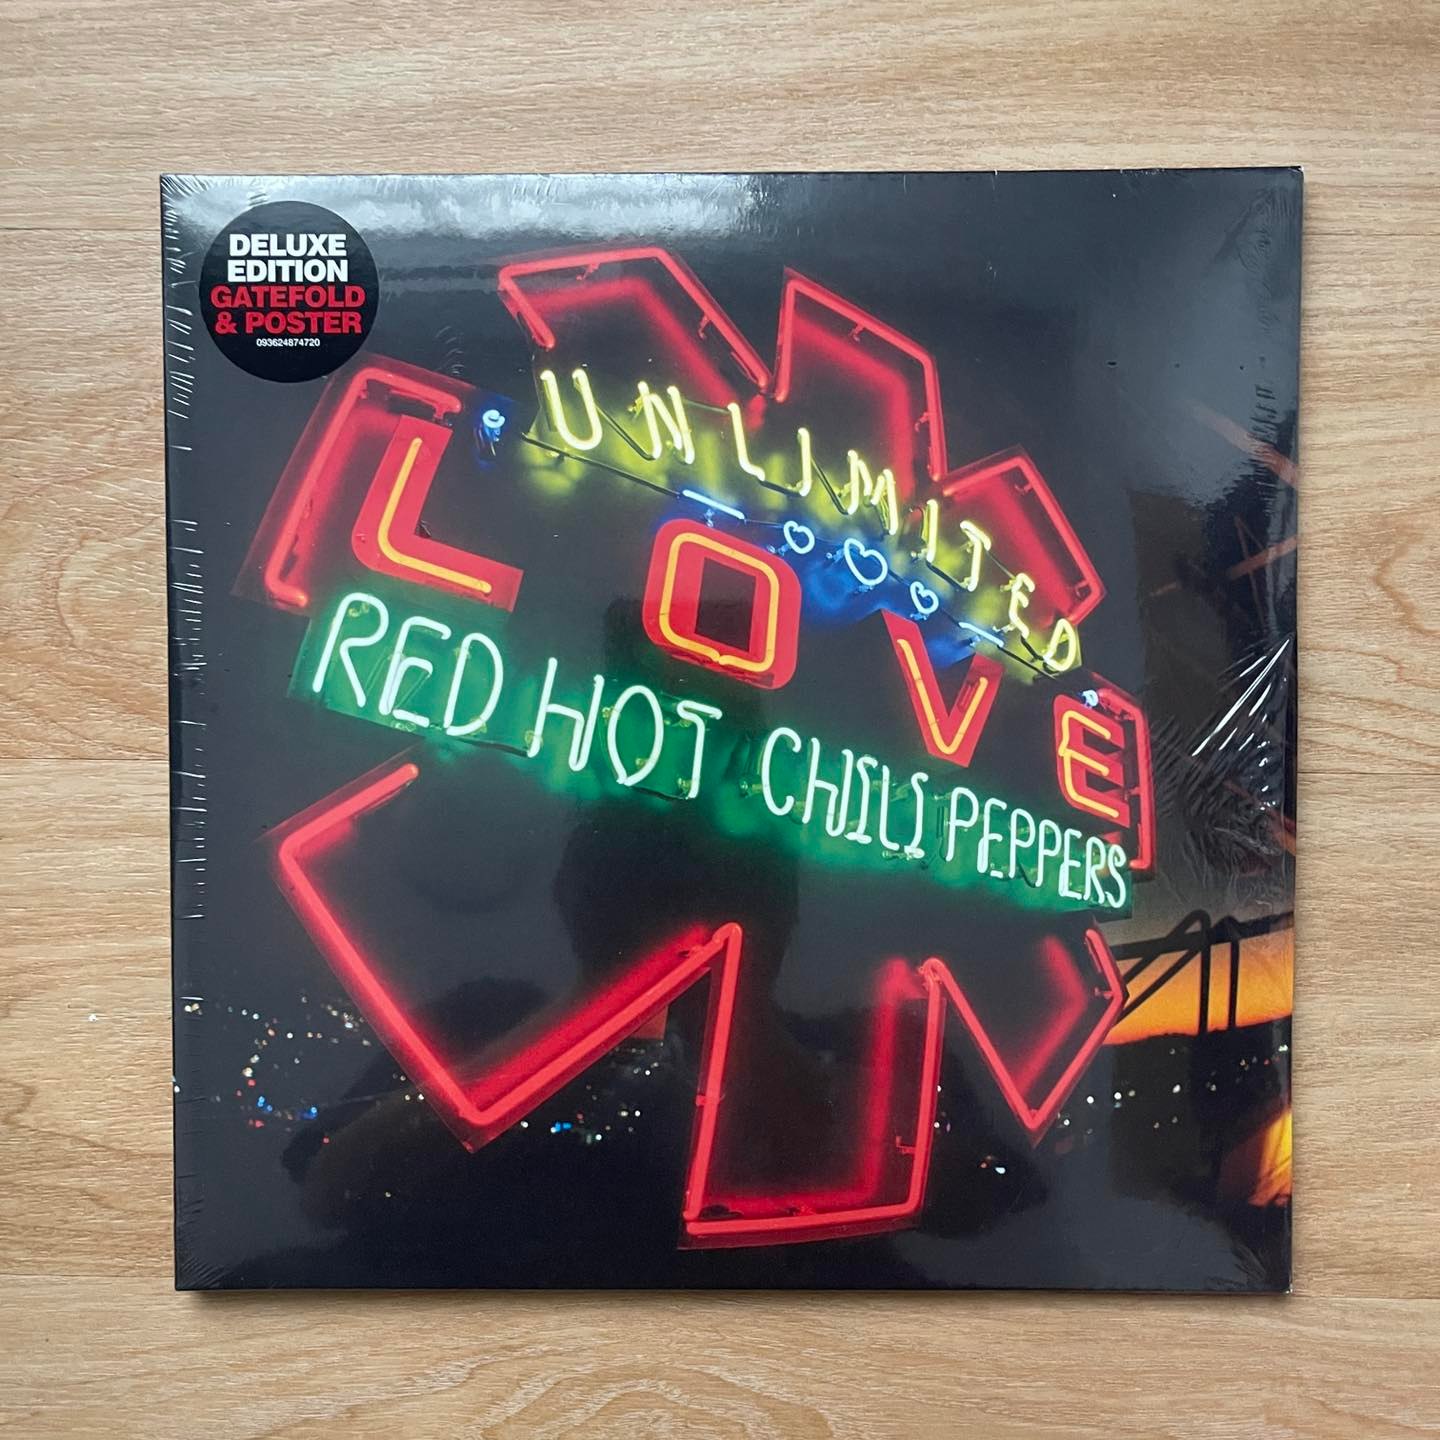 DELUXE
EDITION
GATEFOLD
& POSTER
093624874720
UNLIMITED
LOVE
RED HOT CHILI PEPPERS